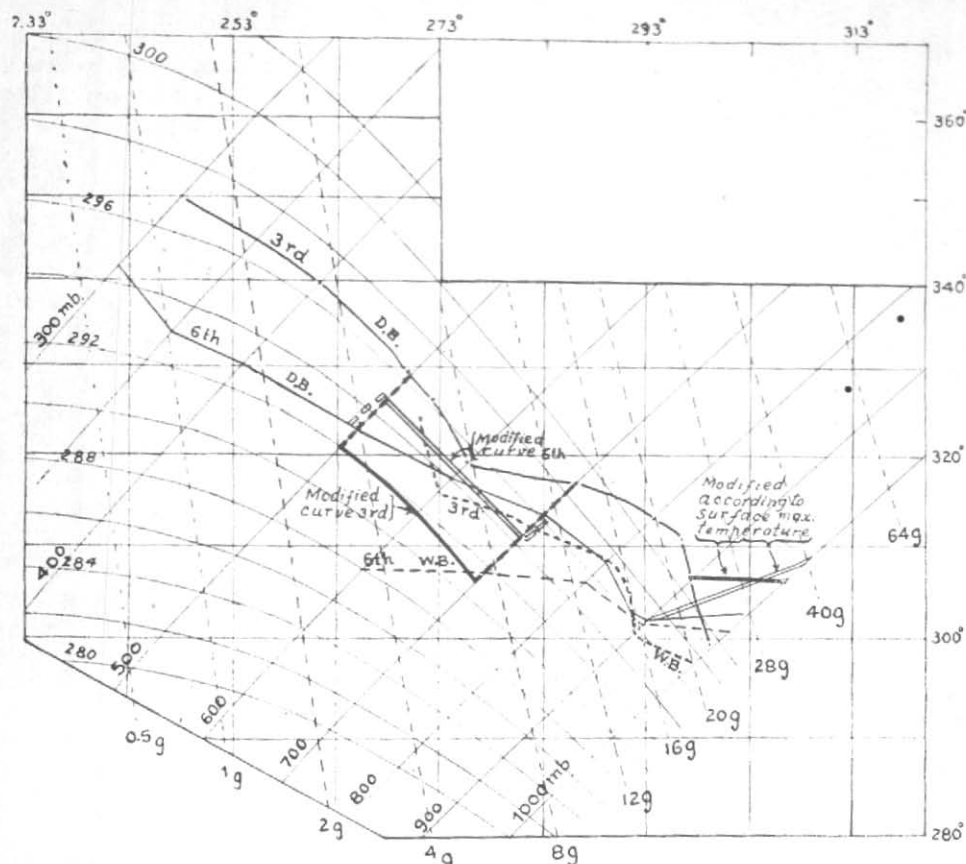 2.33° 253° 273° 293° 313°
300
360°
296
3rd
340°
300 mb.
6th
D.B.
292
D.B.
Modified
curve 6th
320°
288
Modified
curve 3rd
3rd
Modified
according to
surface max.
temperature
64g
6th W.B.
400
284
40g
300°
280
500
W.B.
28g
600
20g
0.5g
700
16g
1g
800
1000mb.
12g
2g
900
280°
4g
8g